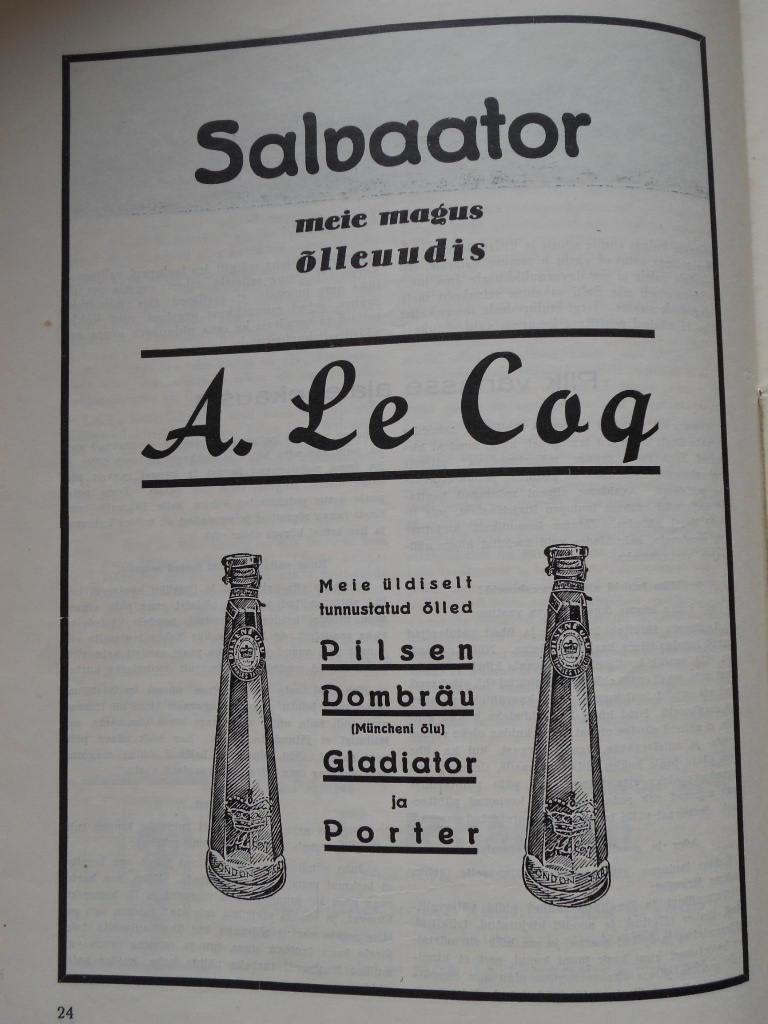 Salvaator
meie magus
õlleuudis
A. Le Coq
Meie üldiselt
tunnustatud õlled
Pilsen
Dombräu
(Müncheni õlu)
Gladiator
ja
Porter
24